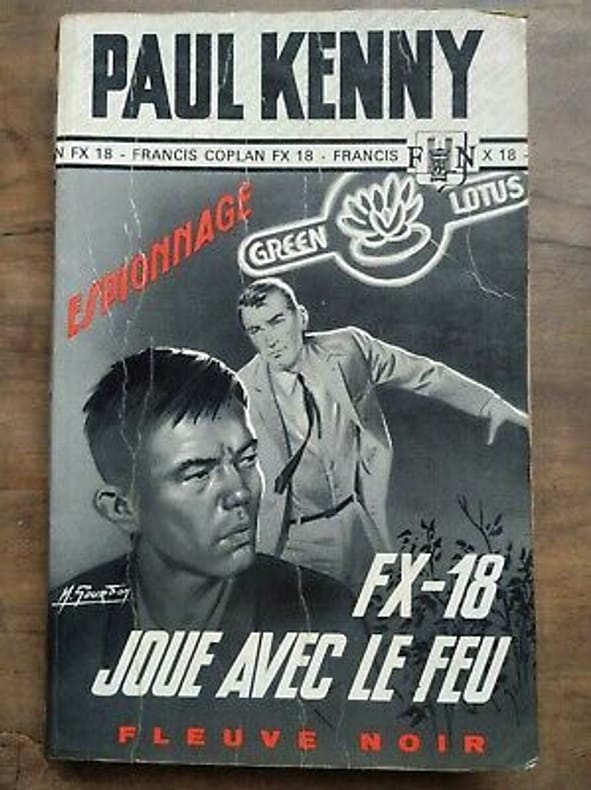 PAUL KENNY
N FX 18 - FRANCIS COPLAN FX 18 - FRANCIS F N X 18 -
ESPIONNAGE
GREEN LOTUS
M. Gourdon
FX-18
JOUE AVEC LE FEU
FLEUVE NOIR